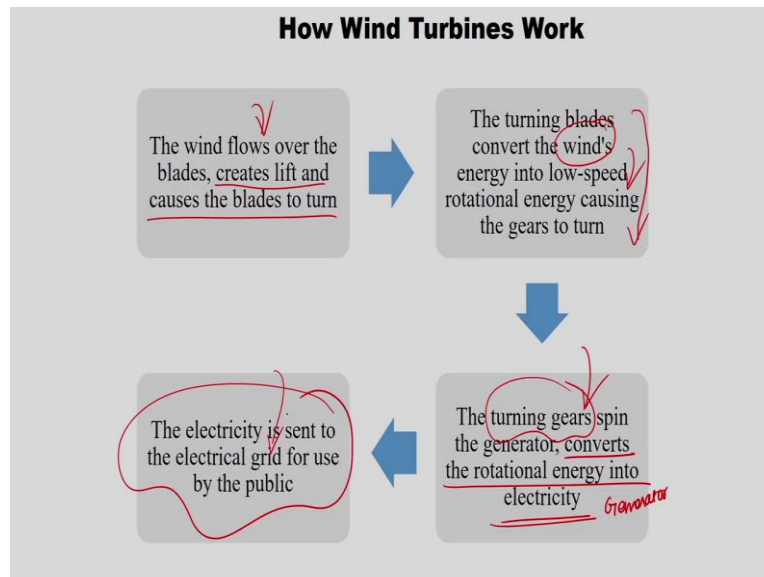 How Wind Turbines Work
The wind flows over the
blades, creates lift and
causes the blades to turn
The turning blades
convert the wind's
energy into low-speed
rotational energy causing
the gears to turn
The turning gears spin
the generator, converts
the rotational energy into
electricity
Generator
The electricity is sent to
the electrical grid for use
by the public